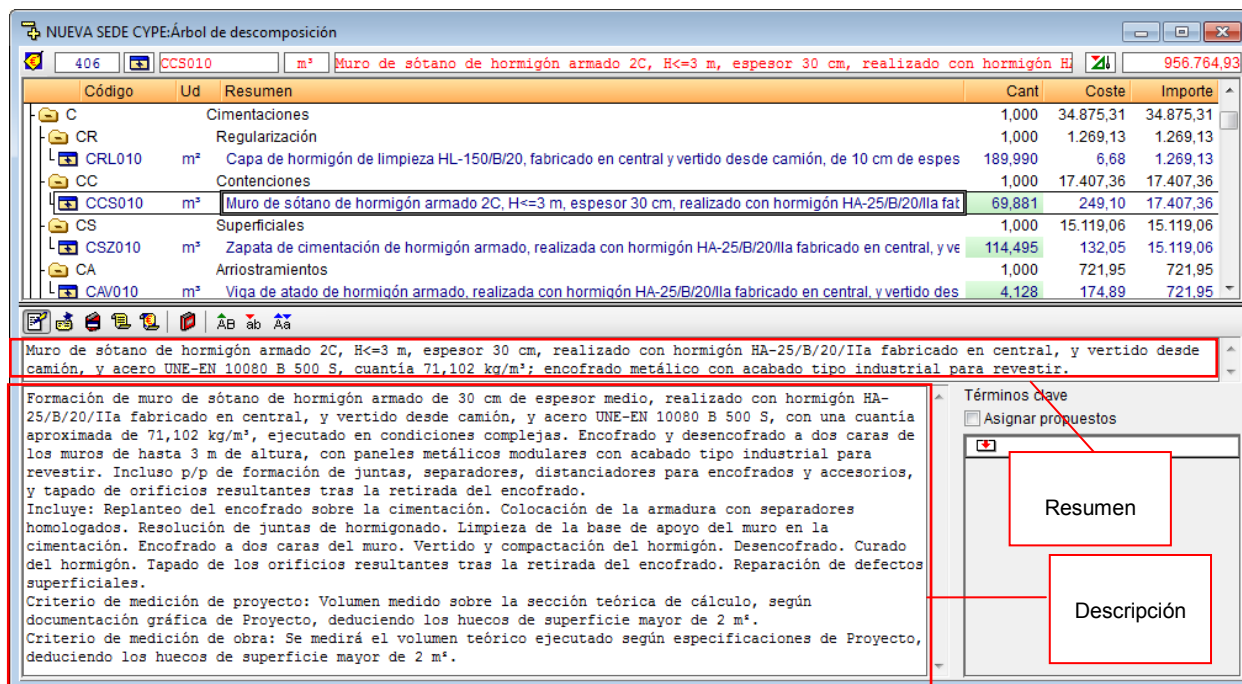 NUEVA SEDE CYPE:Árbol de descomposición
406 CCS010 m³ Muro de sótano de hormigón armado 2C, H<=3 m, espesor 30 cm, realizado con hormigón HA 956.764,93
Código Ud Resumen Cant Coste Importe
C Cimentaciones 1,000 34.875,31 34.875,31
CR Regularización 1,000 1.269,13 1.269,13
CRL010 m² Capa de hormigón de limpieza HL-150/B/20, fabricado en central y vertido desde camión, de 10 cm de espes 189,990 6,68 1.269,13
CC Contenciones 1,000 17.407,36 17.407,36
CCS010 m³ Muro de sótano de hormigón armado 2C, H<=3 m, espesor 30 cm, realizado con hormigón HA-25/B/20/IIa fab 69,881 249,10 17.407,36
CS Superficiales 1,000 15.119,06 15.119,06
CSZ010 m³ Zapata de cimentación de hormigón armado, realizada con hormigón HA-25/B/20/IIa fabricado en central, y ve 114,495 132,05 15.119,06
CA Arriostramientos 1,000 721,95 721,95
CAV010 m³ Viga de atado de hormigón armado, realizada con hormigón HA-25/B/20/IIa fabricado en central, y vertido des 4,128 174,89 721,95
ÂB ãb Âã
Muro de sótano de hormigón armado 2C, H<=3 m, espesor 30 cm, realizado con hormigón HA-25/B/20/IIa fabricado en central, y vertido desde
camión, y acero UNE-EN 10080 B 500 S, cuantía 71,102 kg/m³; encofrado metálico con acabado tipo industrial para revestir.
Formación de muro de sótano de hormigón armado de 30 cm de espesor medio, realizado con hormigón HA-
25/B/20/IIa fabricado en central, y vertido desde camión, y acero UNE-EN 10080 B 500 S, con una cuantía
aproximada de 71,102 kg/m³, ejecutado en condiciones complejas. Encofrado y desencofrado a dos caras de
los muros de hasta 3 m de altura, con paneles metálicos modulares con acabado tipo industrial para
revestir. Incluso p/p de formación de juntas, separadores, distanciadores para encofrados y accesorios,
y tapado de orificios resultantes tras la retirada del encofrado.
Incluye: Replanteo del encofrado sobre la cimentación. Colocación de la armadura con separadores
homologados. Resolución de juntas de hormigonado. Limpieza de la base de apoyo del muro en la
cimentación. Encofrado a dos caras del muro. Vertido y compactación del hormigón. Desencofrado. Curado
del hormigón. Tapado de los orificios resultantes tras la retirada del encofrado. Reparación de defectos
superficiales.
Criterio de medición de proyecto: Volumen medido sobre la sección teórica de cálculo, según
documentación gráfica de Proyecto, deduciendo los huecos de superficie mayor de 2 m².
Criterio de medición de obra: Se medirá el volumen teórico ejecutado según especificaciones de Proyecto,
deduciendo los huecos de superficie mayor de 2 m².
Términos clave
Asignar propuestos
Resumen
Descripción